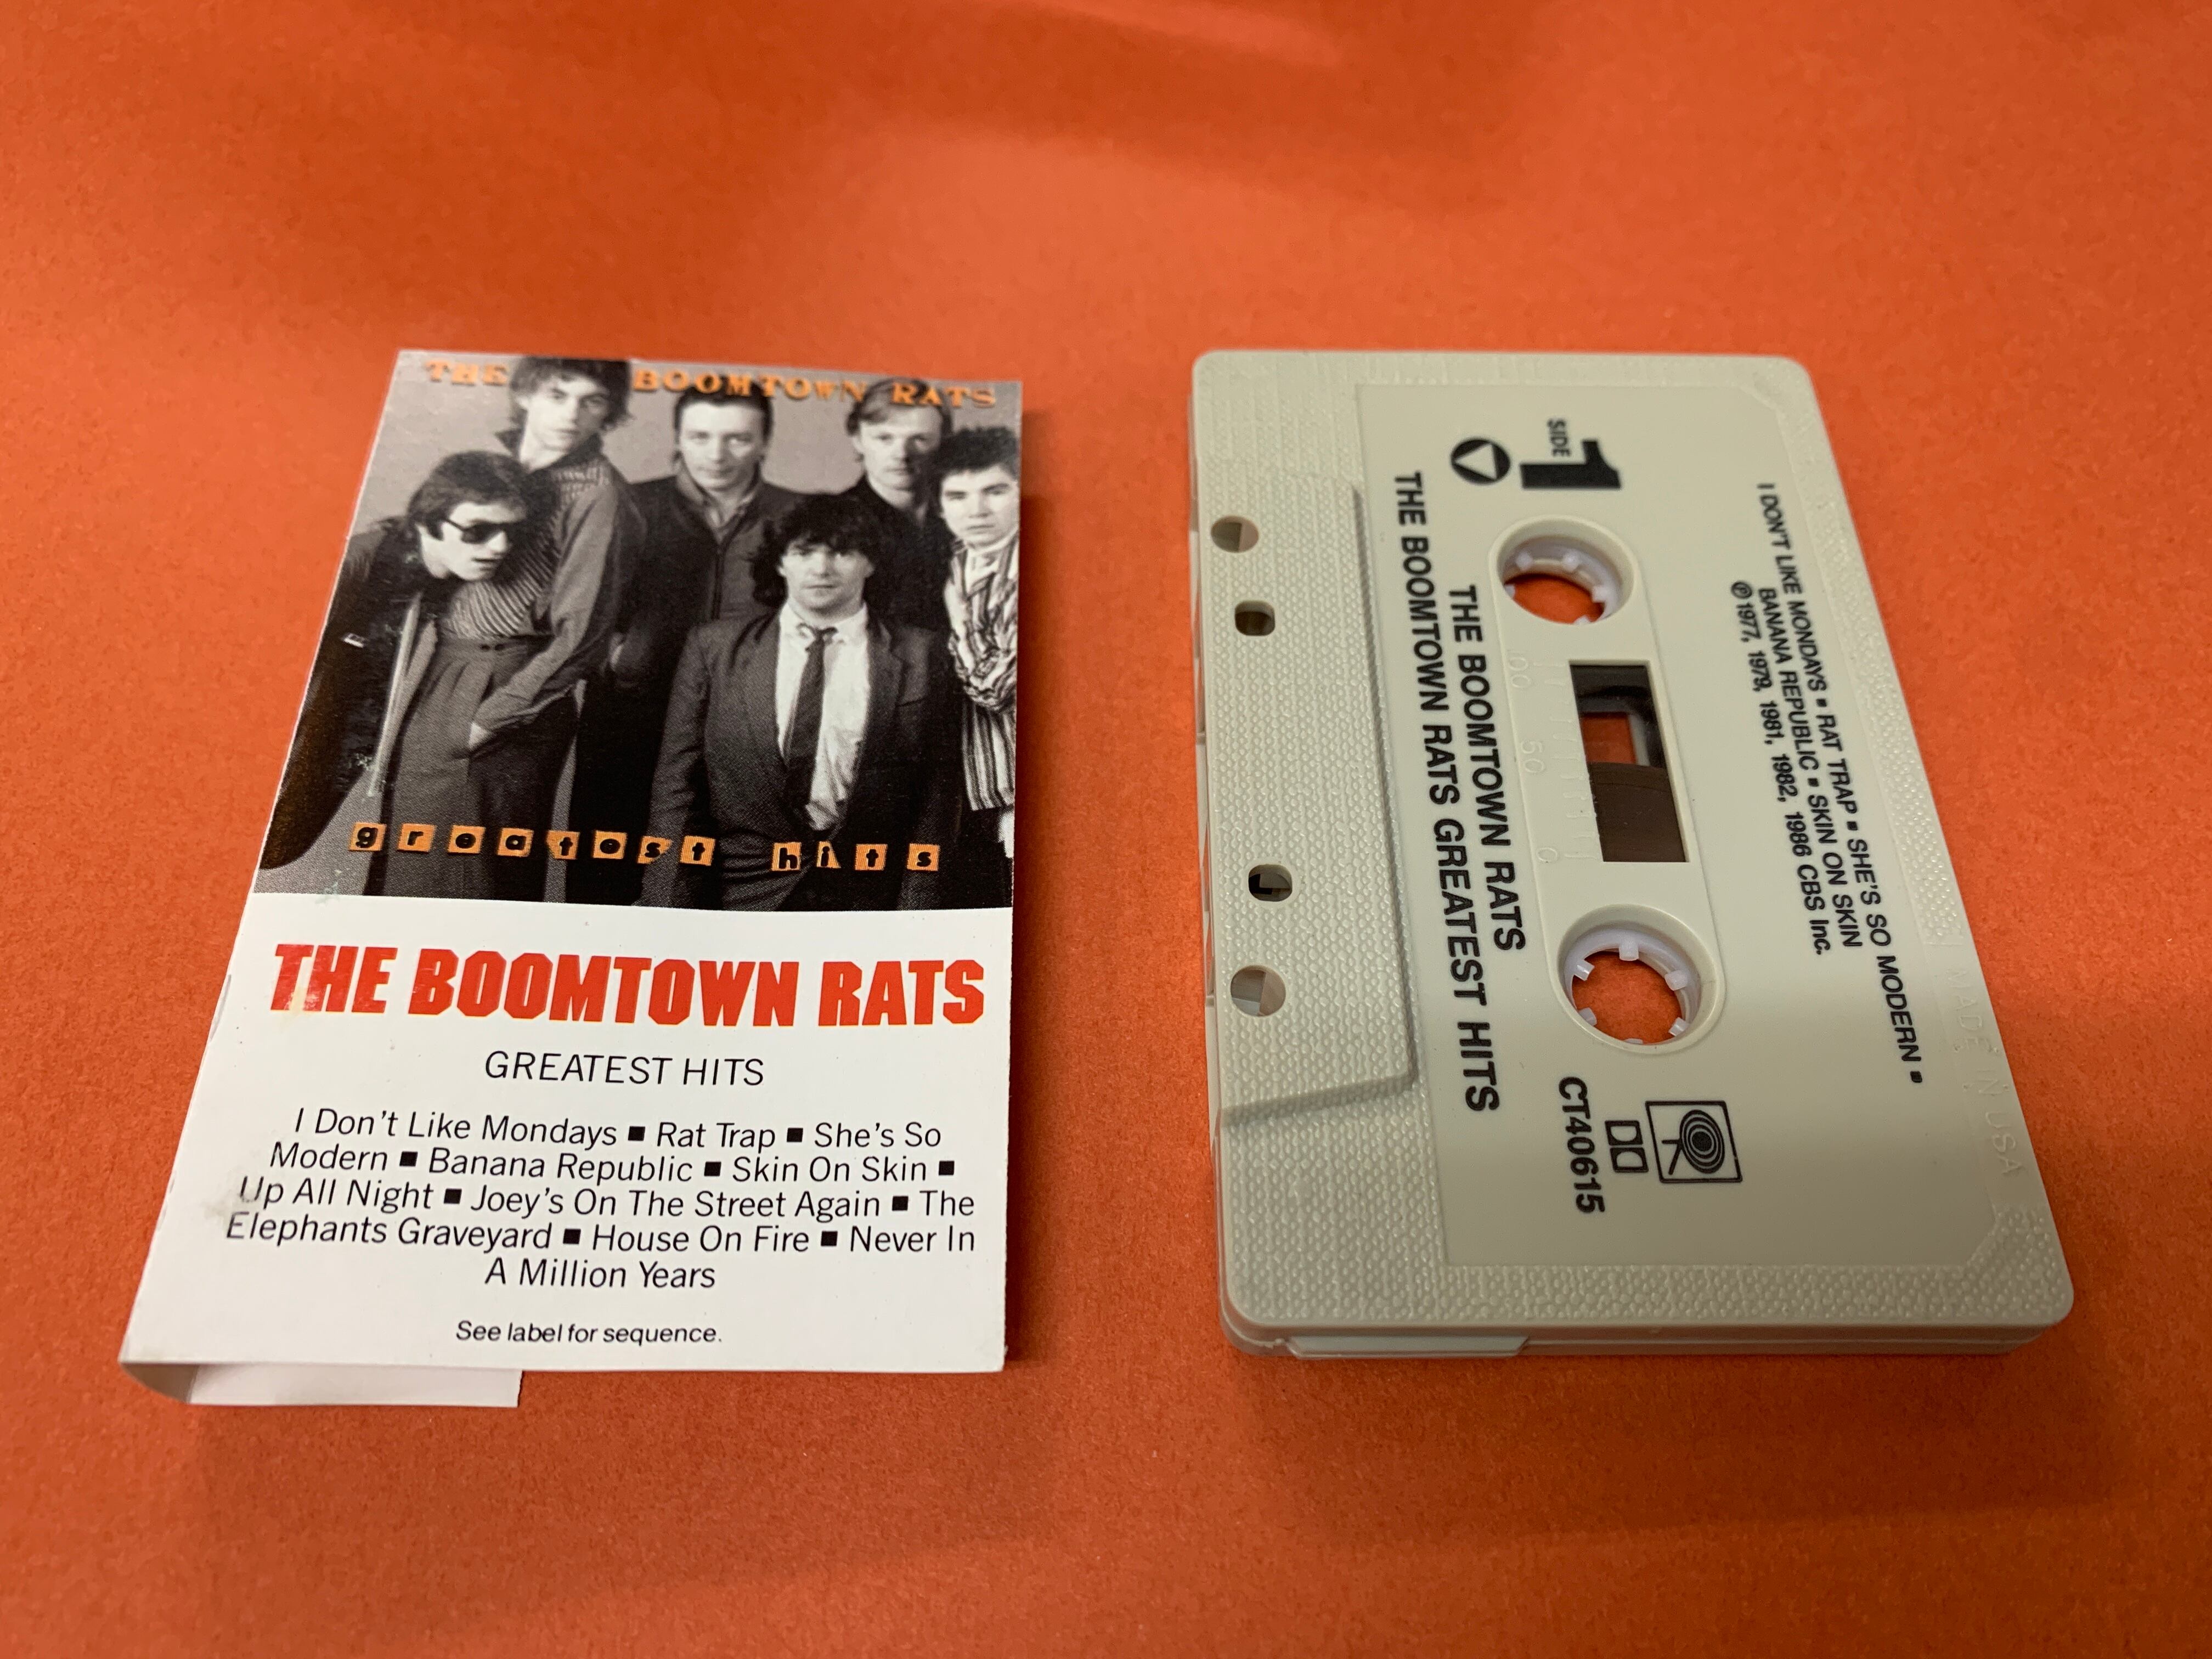 THE BOOMTOWN RATS
greatest hits
THE BOOMTOWN RATS
GREATEST HITS
I Don't Like Mondays ■ Rat Trap ■ She's So
Modern ■ Banana Republic ■ Skin On Skin ■
Up All Night ■ Joey's On The Street Again ■ The
Elephants Graveyard ■ House On Fire ■ Never In
A Million Years
See label for sequence.
I DON'T LIKE MONDAYS ▪ RAT TRAP ▪ SHE'S SO MODERN ▪
BANANA REPUBLIC ▪ SKIN ON SKIN
℗1977, 1979, 1981, 1982, 1986 CBS Inc.
SIDE
1
CT40615
THE BOOMTOWN RATS
THE BOOMTOWN RATS GREATEST HITS
100 50 0
MADE IN USA